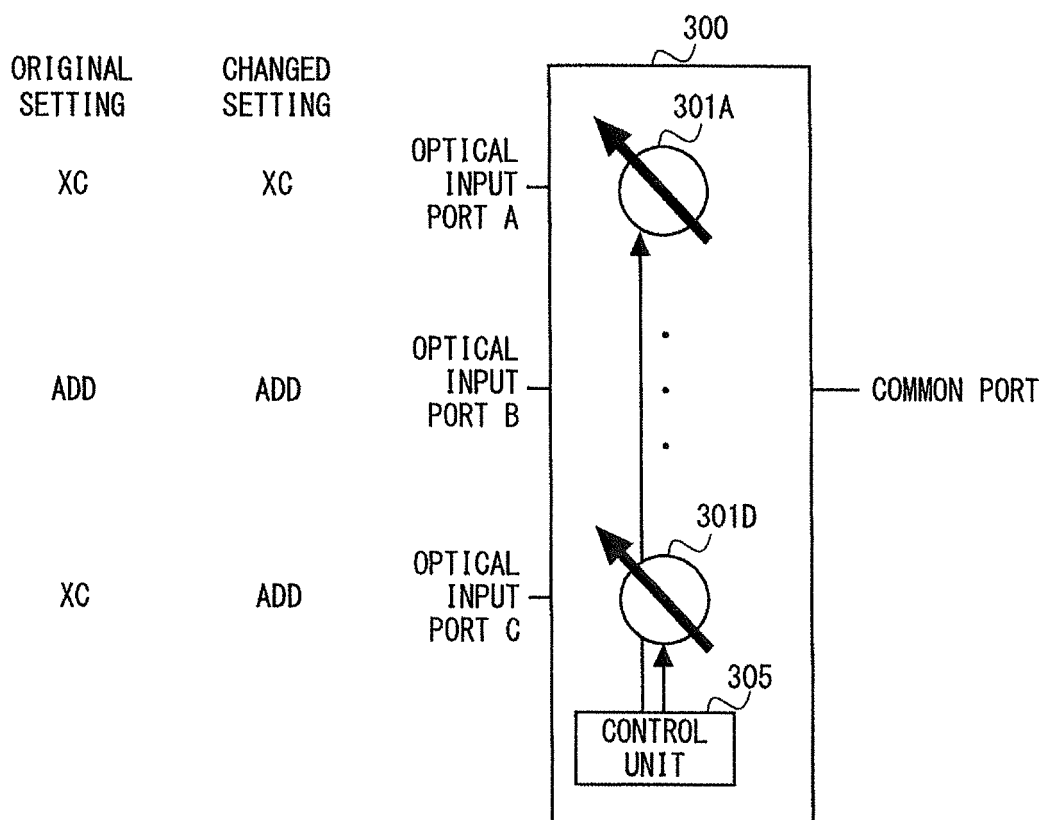 300
ORIGINAL
SETTING
CHANGED
SETTING
301A
XC
XC
OPTICAL
INPUT
PORT A
ADD
ADD
OPTICAL
INPUT
PORT B
COMMON PORT
301D
XC
ADD
OPTICAL
INPUT
PORT C
305
CONTROL
UNIT